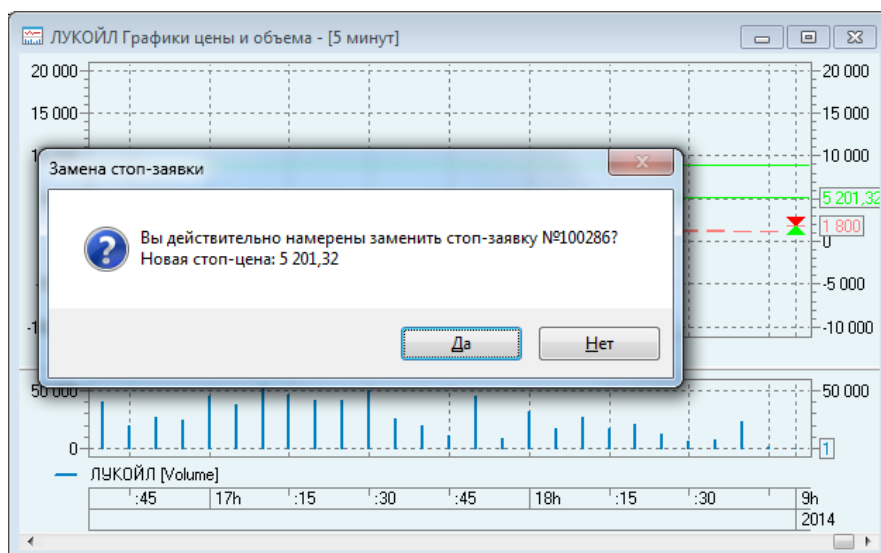 ЛУКОЙЛ Графики цены и объема - [5 минут]
20 000 20 000
15 000 15 000
10 000
Замена стоп-заявки
5 201,32
Вы действительно намерены заменить стоп-заявку №100286?
1 800
Новая стоп-цена: 5 201,32
0
-5 000
-10 000
Да Нет
50 000 50 000
0 1
ЛУКОЙЛ [Volume]
':45 17h ':15 ':30 ':45 18h ':15 ':30 ' 9h
2014